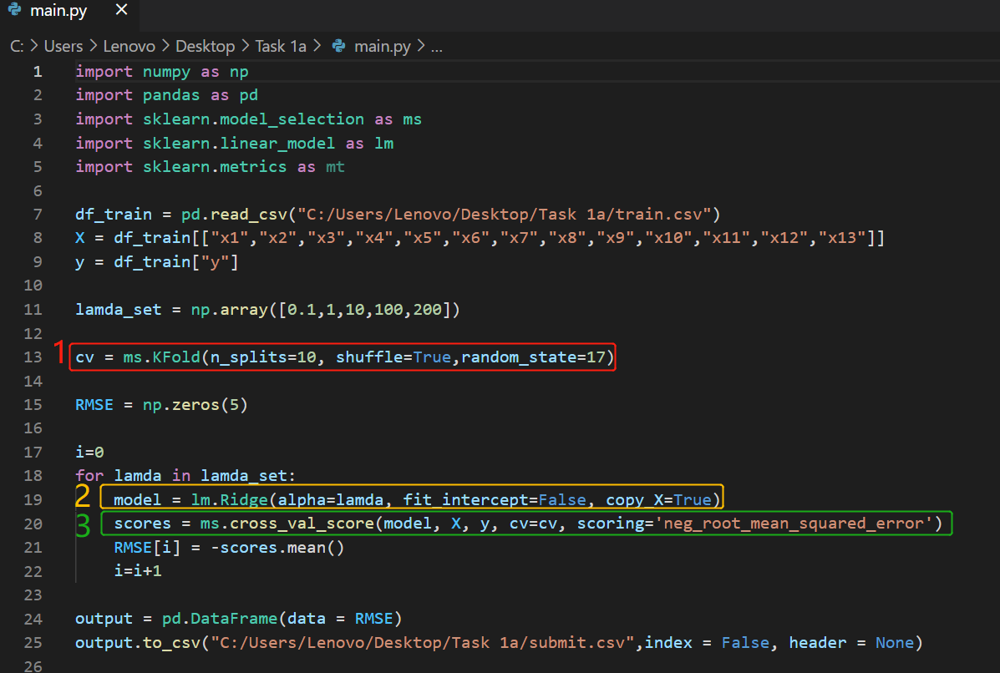 main.py ×
C: > Users > Lenovo > Desktop > Task 1a > main.py > ...
1 import numpy as np
2 import pandas as pd
3 import sklearn.model_selection as ms
4 import sklearn.linear_model as lm
5 import sklearn.metrics as mt
6
7 df_train = pd.read_csv("C:/Users/Lenovo/Desktop/Task 1a/train.csv")
8 X = df_train[["x1","x2","x3","x4","x5","x6","x7","x8","x9","x10","x11","x12","x13"]]
9 y = df_train["y"]
10
11 lamda_set = np.array([0.1,1,10,100,200])
12
13 1 cv = ms.KFold(n_splits=10, shuffle=True,random_state=17)
14
15 RMSE = np.zeros(5)
16
17 i=0
18 for lamda in lamda_set:
19 2 model = lm.Ridge(alpha=lamda, fit_intercept=False, copy_X=True)
20 3 scores = ms.cross_val_score(model, X, y, cv=cv, scoring='neg_root_mean_squared_error')
21 RMSE[i] = -scores.mean()
22 i=i+1
23
24 output = pd.DataFrame(data = RMSE)
25 output.to_csv("C:/Users/Lenovo/Desktop/Task 1a/submit.csv",index = False, header = None)
26